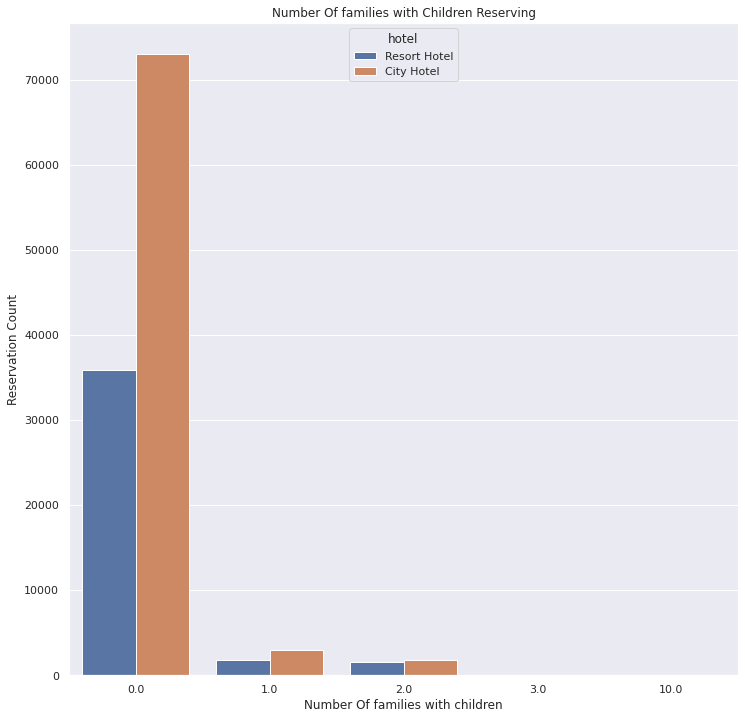 Number Of families with Children Reserving
hotel
Resort Hotel
City Hotel
Reservation Count
70000
60000
50000
40000
30000
20000
10000
0
0.0 1.0 2.0 3.0 10.0
Number Of families with children